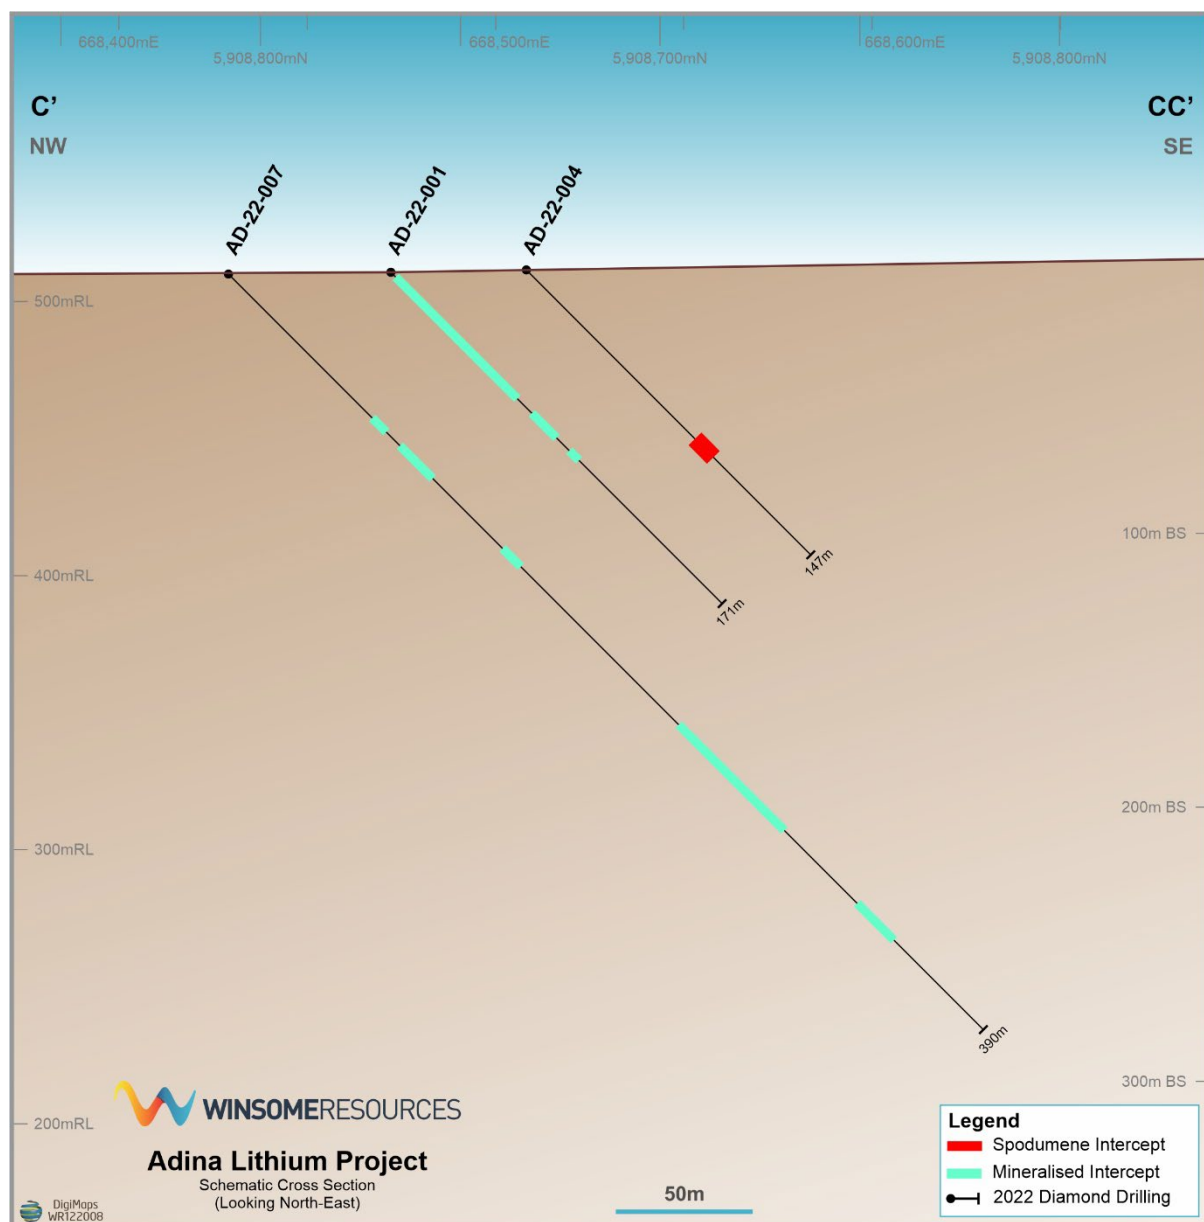 668,400mE
668,500mE
668,600mE
5,908,800mN
5,908,700mN
5,908,800mN
C’
CC’
NW
SE
AD-22-007
AD-22-001
AD-22-004
500mRL
100m BS
147m
400mRL
171m
200m BS
300mRL
390m
300m BS
200mRL
WINSOMERESOURCES
Adina Lithium Project
Schematic Cross Section
(Looking North-East)
DigiMaps
WR122008
50m
Legend
Spodumene Intercept
Mineralised Intercept
2022 Diamond Drilling